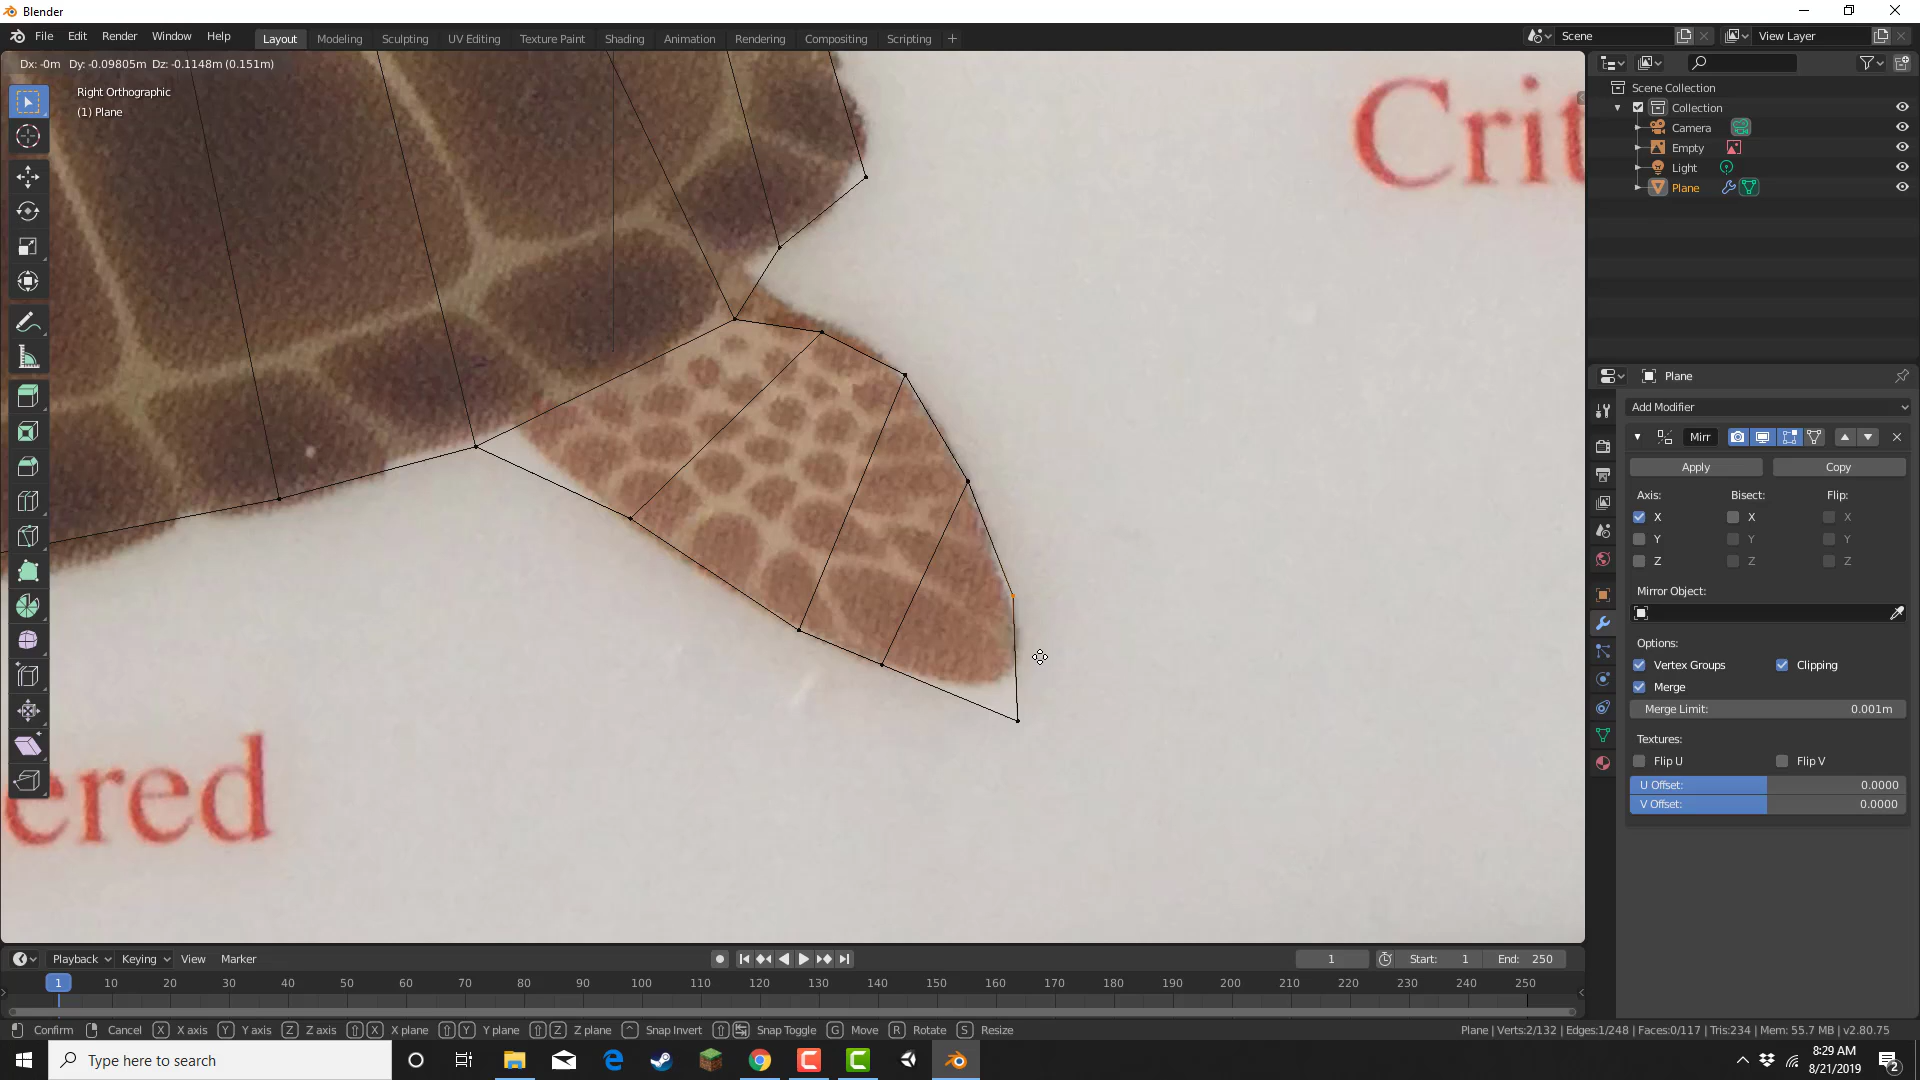 Blender
File Edit Render Window Help Layout Modeling Sculpting UV Editing Texture Paint Shading Animation Rendering Compositing Scripting Scene View Layer
Dx: -0m Dy: -0.09805m Dz: -0.1148m (0.151m)
Right Orthographic
(1) Plane
Crit
ered
Scene Collection
Collection
Camera
Empty
Light
Plane
Plane
Add Modifier
Mirr
Apply Copy
Axis: Bisect: Flip:
X X X
Y Y Y
Z Z Z
Mirror Object:
Options:
Vertex Groups Clipping
Merge
Merge Limit: 0.001m
Textures:
Flip U Flip V
U Offset: 0.0000
V Offset: 0.0000
Playback Keying View Marker 1 Start: 1 End: 250
1 10 20 30 40 50 60 70 80 90 100 110 120 130 140 150 160 170 180 190 200 210 220 230 240 250
Confirm Cancel X X axis Y Y axis Z Z axis X X plane Y Y plane Z Z plane ^ Snap Invert Snap Toggle G Move R Rotate S Resize Plane | Verts:2/132 | Edges:1/248 | Faces:0/117 | Tris:234 | Mem: 55.7 MB | v2.80.75
Type here to search
8:29 AM
8/21/2019
2